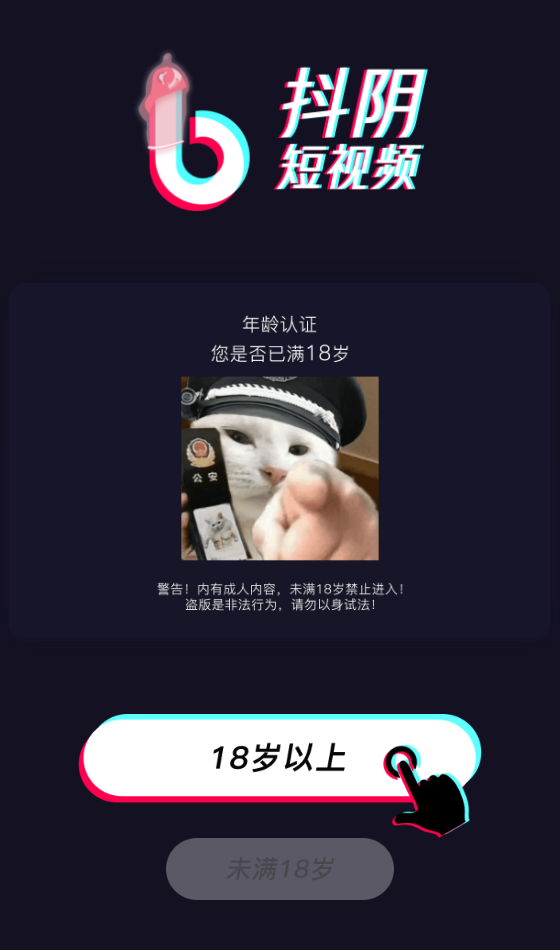 抖阴
短视频
年龄认证
您是否已满18岁
公安
警告！内有成人内容，未满18岁禁止进入！
盗版是非法行为，请勿以身试法！
18岁以上
未满18岁